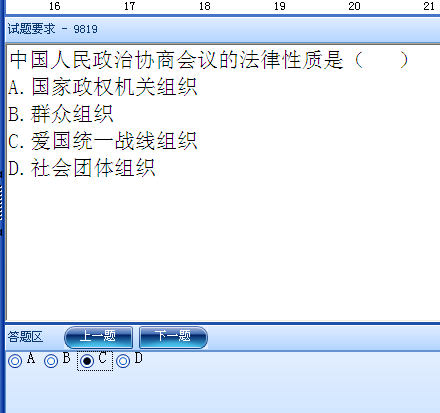 16 17 18 19 20 21
试题要求 - 9819
中国人民政治协商会议的法律性质是（ ）
A.国家政权机关组织
B.群众组织
C.爱国统一战线组织
D.社会团体组织
答题区 上一题 下一题
A B C D